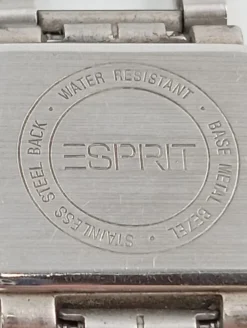 ESPRIT
· WATER RESISTANT · BASE METAL BEZEL · STAINLESS STEEL BACK